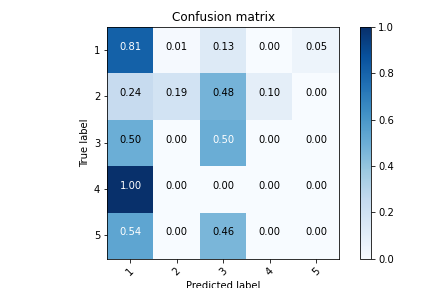 Confusion matrix
1 0.81 0.01 0.13 0.00 0.05
2 0.24 0.19 0.48 0.10 0.00
3 0.50 0.00 0.50 0.00 0.00
4 1.00 0.00 0.00 0.00 0.00
5 0.54 0.00 0.46 0.00 0.00
1 2 3 4 5
True label
Predicted label
1.0
0.8
0.6
0.4
0.2
0.0